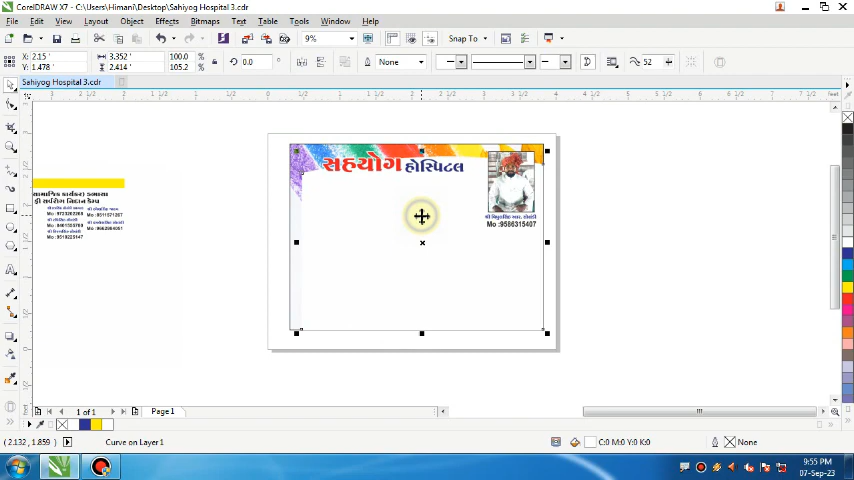 CorelDRAW X7 - C:\Users\Himani\Desktop\Sahiyog Hospital 3.cdr
File Edit View Layout Object Effects Bitmaps Text Table Tools Window Help
9% Snap To
X: 2.15 ' 3.352 ' 100.0 % 0.0 ° None 52
Y: 1.478 ' 2.414 ' 105.2 %
Sahiyog Hospital 3.cdr
feet
સહયોગ હોસ્પિટલ
Mo :9586315407
1 of 1 Page 1
(2.132, 1.859 ) Curve on Layer 1 C:0 M:0 Y:0 K:0 None
9:55 PM
07-Sep-23